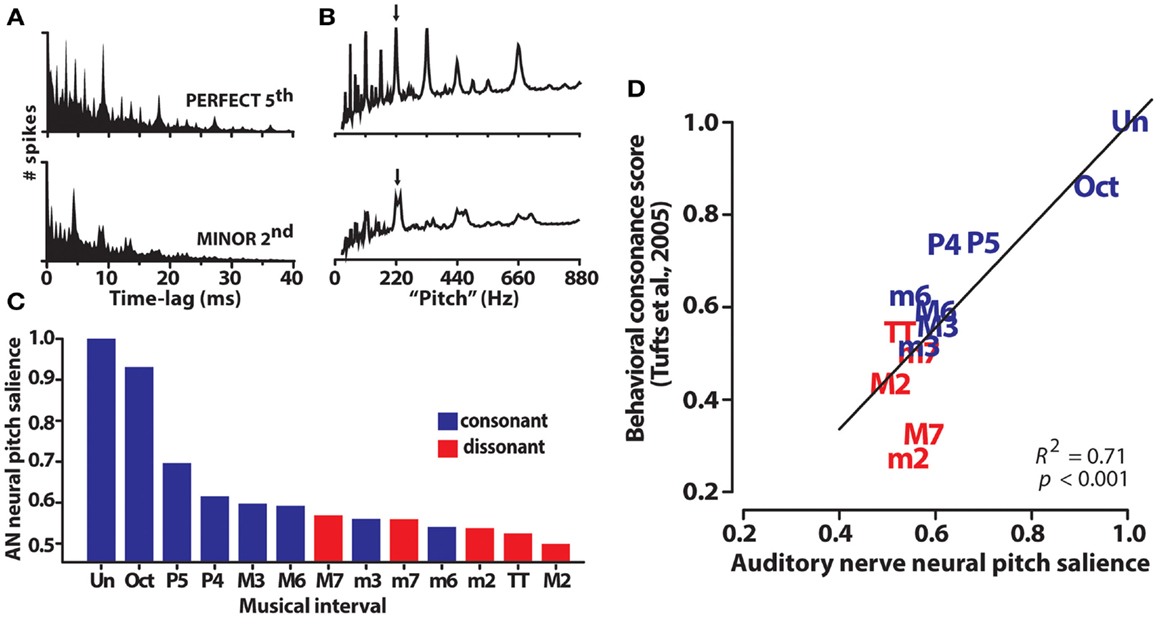 A
# spikes
PERFECT 5th
MINOR 2nd
0 10 20 30 40
Time-lag (ms)
B
0 220 440 660 880
“Pitch” (Hz)
C
AN neural pitch salience
1.0
0.9
0.8
0.7
0.6
0.5
consonant
dissonant
Un Oct P5 P4 M3 M6 M7 m3 m7 m6 m2 TT M2
Musical interval
D
Behavioral consonance score
(Tufts et al., 2005)
1.0
0.8
0.6
0.4
0.2
Un
Oct
P4 P5
m6
M6
M3
TT
m3
m7
M2
M7
m2
R2 = 0.71
p < 0.001
0.2 0.4 0.6 0.8 1.0
Auditory nerve neural pitch salience